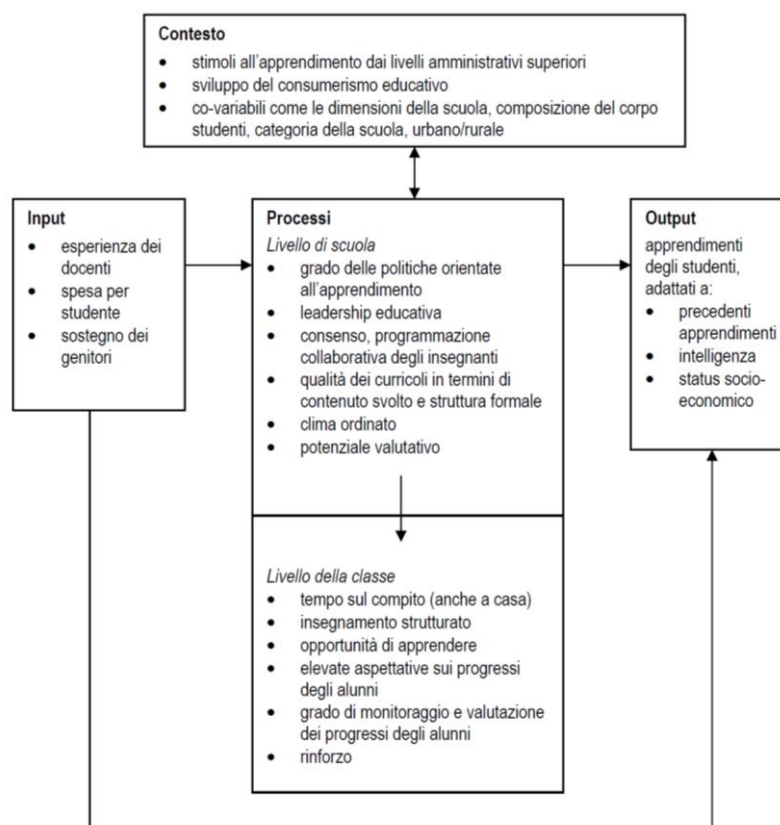 Contesto
• stimoli all'apprendimento dai livelli amministrativi superiori
• sviluppo del consumerismo educativo
• co-variabili come le dimensioni della scuola, composizione del corpo
studenti, categoria della scuola, urbano/rurale
Input
• esperienza dei
docenti
• spesa per
studente
• sostegno dei
genitori
Processi
Livello di scuola
• grado delle politiche orientate
all'apprendimento
• leadership educativa
• consenso, programmazione
collaborativa degli insegnanti
• qualità dei curricoli in termini di
contenuto svolto e struttura formale
• clima ordinato
• potenziale valutativo
Livello della classe
• tempo sul compito (anche a casa)
• insegnamento strutturato
• opportunità di apprendere
• elevate aspettative sui progressi
degli alunni
• grado di monitoraggio e valutazione
dei progressi degli alunni
• rinforzo
Output
apprendimenti
degli studenti,
adattati a:
• precedenti
apprendimenti
• intelligenza
• status socio-
economico